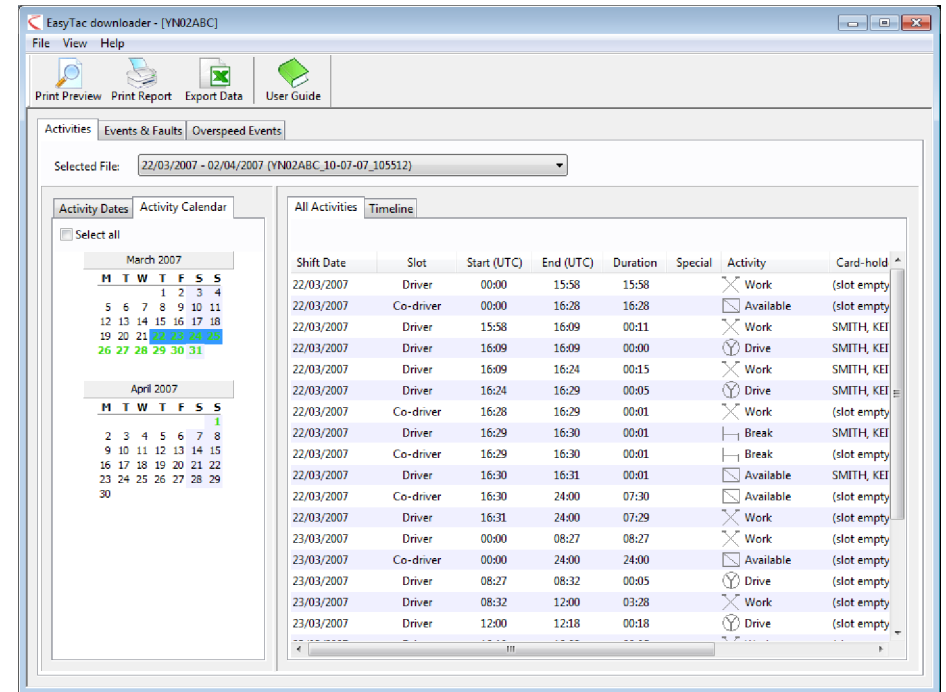 EasyTac downloader - [YN02ABC]
File View Help
Print Preview Print Report Export Data User Guide
Activities Events & Faults Overspeed Events
Selected File: 22/03/2007 - 02/04/2007 (YN02ABC_10-07-07_105512)
Activity Dates Activity Calendar
Select all
March 2007
M T W T F S S
1 2 3 4
5 6 7 8 9 10 11
12 13 14 15 16 17 18
19 20 21 22 23 24 25
26 27 28 29 30 31
April 2007
M T W T F S S
1
2 3 4 5 6 7 8
9 10 11 12 13 14 15
16 17 18 19 20 21 22
23 24 25 26 27 28 29
30
All Activities Timeline
Shift Date Slot Start (UTC) End (UTC) Duration Special Activity Card-hold
22/03/2007 Driver 00:00 15:58 15:58 Work (slot empty
22/03/2007 Co-driver 00:00 16:28 16:28 Available (slot empty
22/03/2007 Driver 15:58 16:09 00:11 Work SMITH, KEI
22/03/2007 Driver 16:09 16:09 00:00 Drive SMITH, KEI
22/03/2007 Driver 16:09 16:24 00:15 Work SMITH, KEI
22/03/2007 Driver 16:24 16:29 00:05 Drive SMITH, KEI
22/03/2007 Co-driver 16:28 16:29 00:01 Work (slot empty
22/03/2007 Driver 16:29 16:30 00:01 Break SMITH, KEI
22/03/2007 Co-driver 16:29 16:30 00:01 Break (slot empty
22/03/2007 Driver 16:30 16:31 00:01 Available SMITH, KEI
22/03/2007 Co-driver 16:30 24:00 07:30 Available (slot empty
22/03/2007 Driver 16:31 24:00 07:29 Work (slot empty
23/03/2007 Driver 00:00 08:27 08:27 Work (slot empty
23/03/2007 Co-driver 00:00 24:00 24:00 Available (slot empty
23/03/2007 Driver 08:27 08:32 00:05 Drive (slot empty
23/03/2007 Driver 08:32 12:00 03:28 Work (slot empty
23/03/2007 Driver 12:00 12:18 00:18 Drive (slot empty